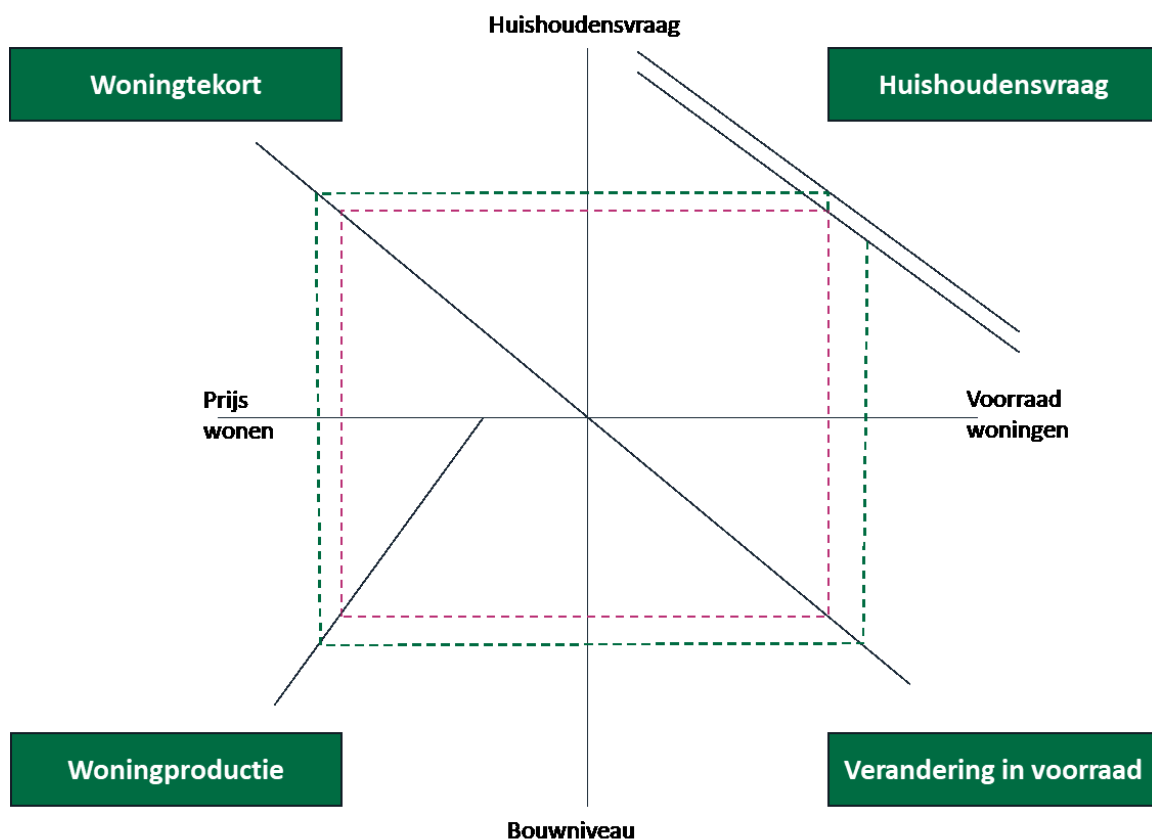 Huishoudensvraag
Woningtekort
Huishoudensvraag
Prijs
wonen
Voorraad
woningen
Woningproductie
Verandering in voorraad
Bouwniveau